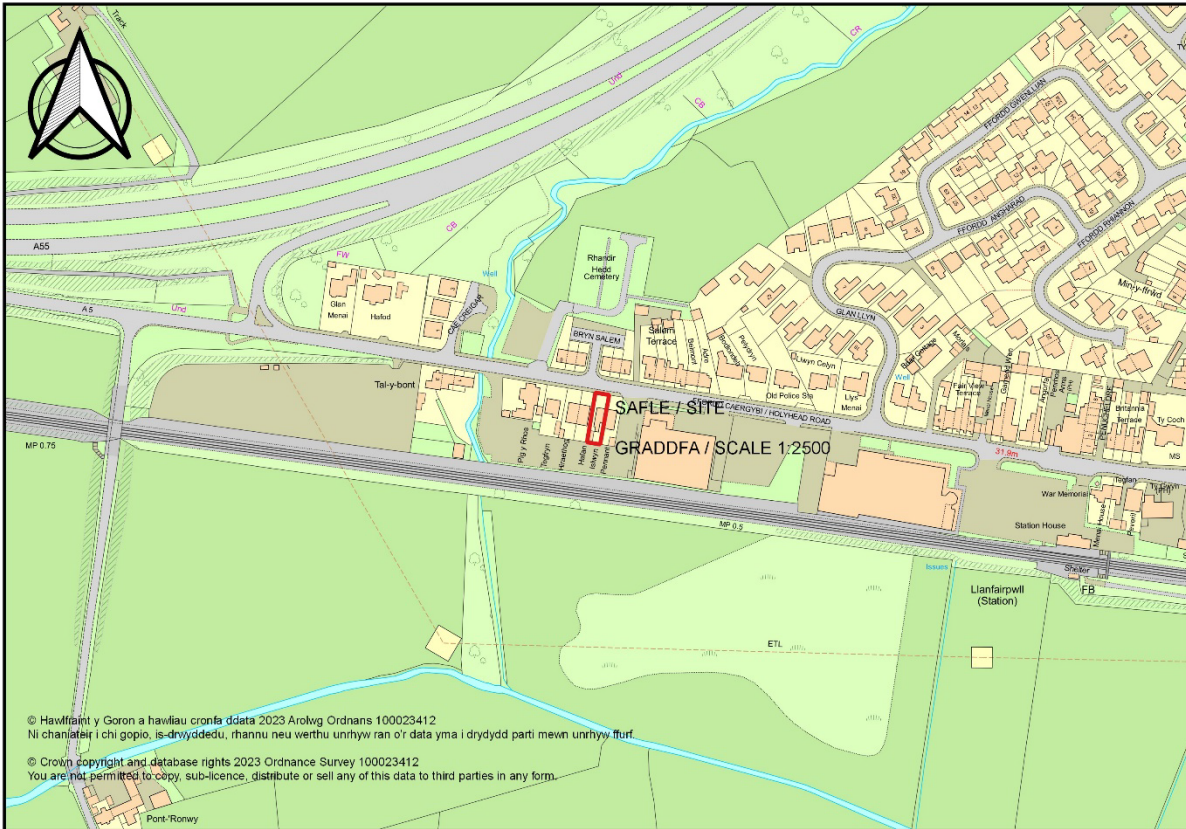 Track
CR
CB
Und
FFORDD GWENLLIAN
FFORDD ANGHARAD
FFORDD RHIANNON
CB
A55
FW
Well
Rhandir
Hedd
Cemetery
Min-y-ffrwd
Und
A 5
Glan
Menai
Hafod
CAE CREIGAR
GLAN LLYN
BRYN SALEM
Salem
Terrace
Belmont
Llwyn Celyn
Well
Fair View
Terrace
Britannia
Terrace
Ty Coch
Tal-y-bont
Old Police Sta
Llys
Menai
SAFLE / SITE
CAERGYBI / HOLYHEAD ROAD
MS
MP 0.75
Pig y Rhos
Tegfryn
Hiraethog
Islwyn
Pennant
GRADDFA / SCALE 1:2500
31.9m
War Memorial
Station House
Menai House
MP 0.5
Shelter
Issues
FB
Llanfairpwll
(Station)
ETL
© Hawlfraint y Goron a hawliau cronfa ddata 2023 Arolwg Ordnans 100023412
Ni chaniateir i chi gopio, is-drwyddedu, rhannu neu werthu unrhyw ran o'r data yma i drydydd parti mewn unrhyw ffurf.
© Crown copyright and database rights 2023 Ordnance Survey 100023412
You are not permitted to copy, sub-licence, distribute or sell any of this data to third parties in any form.
Pont-'Ronwy